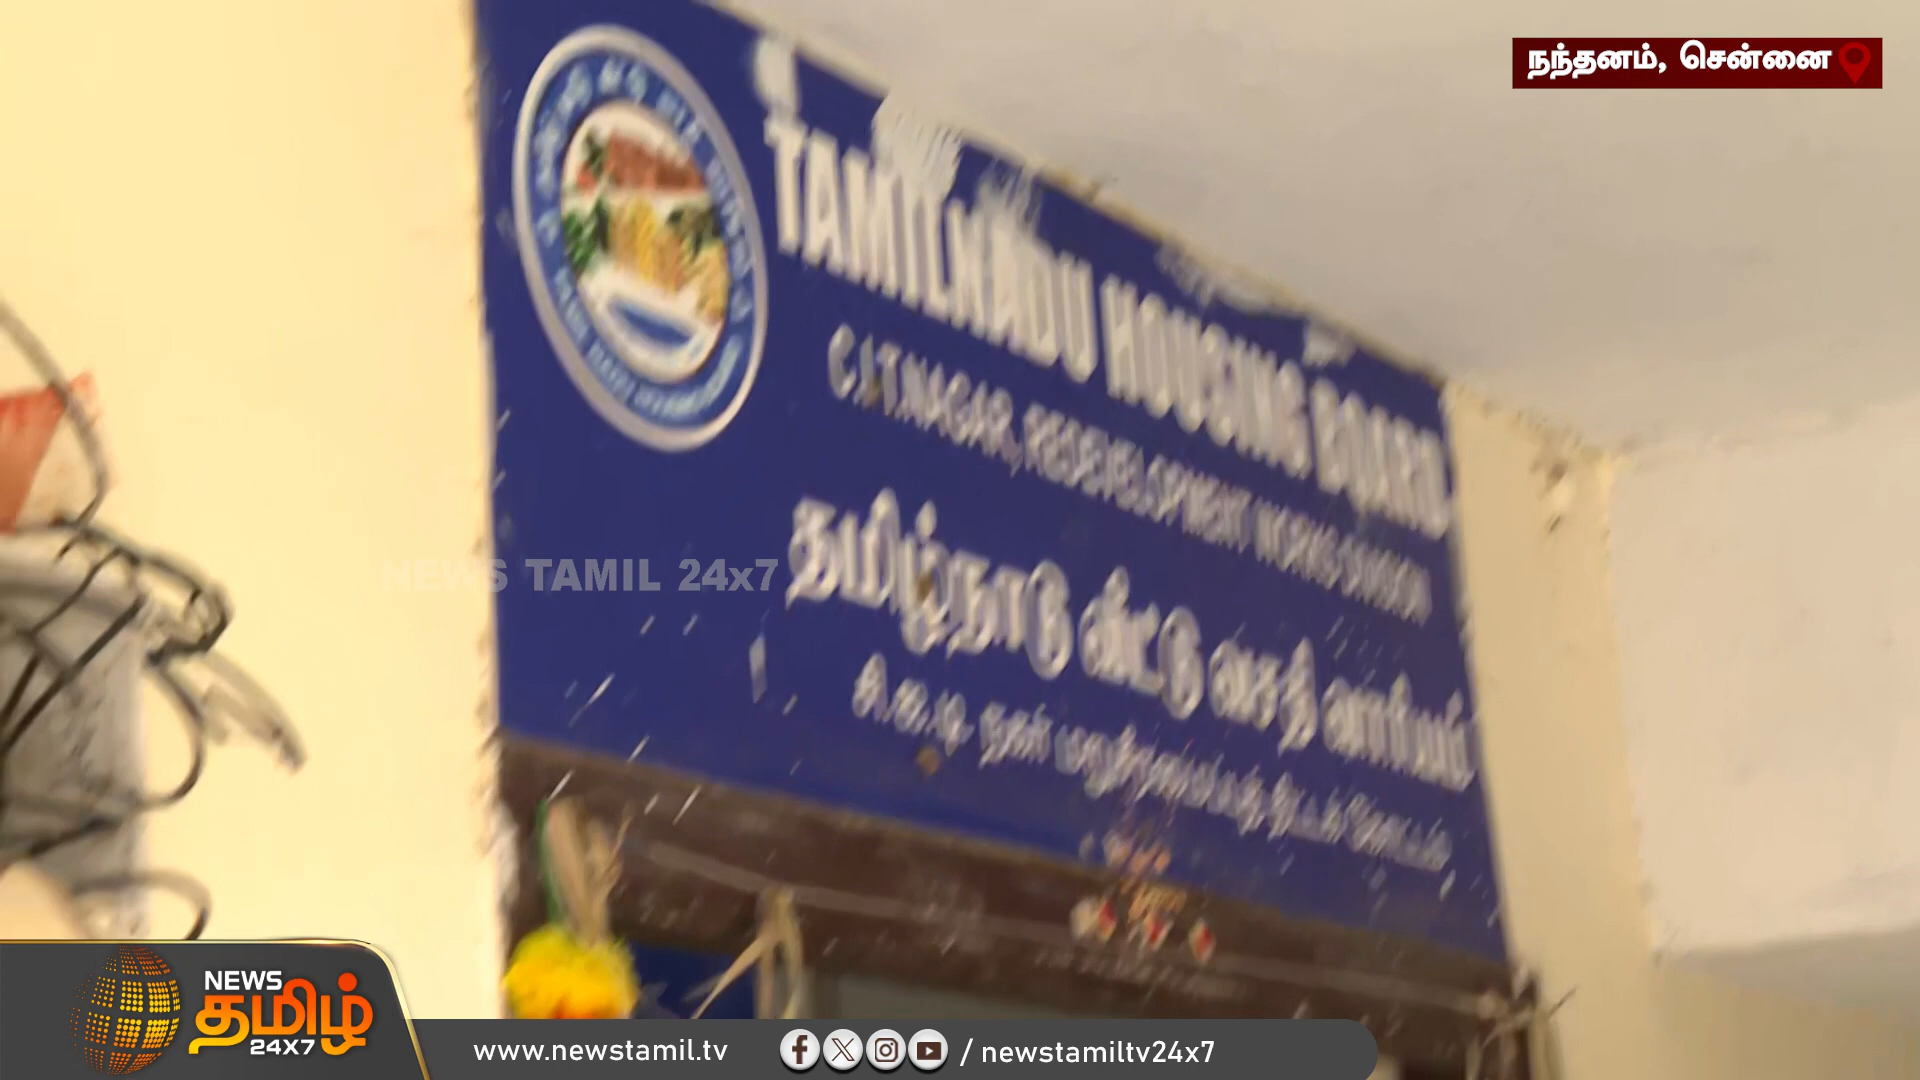 நந்தனம், சென்னை
TAMILNADU HOUSING BOARD
C.I.T.NAGAR, REDEVELOPMENT WORKS DIVISION
தமிழ்நாடு வீட்டு வசதி வாரியம்
சி.ஐ.டி. நகர்
NEWS TAMIL 24x7
NEWS
தமிழ்
24X7
www.newstamil.tv
/ newstamiltv24x7